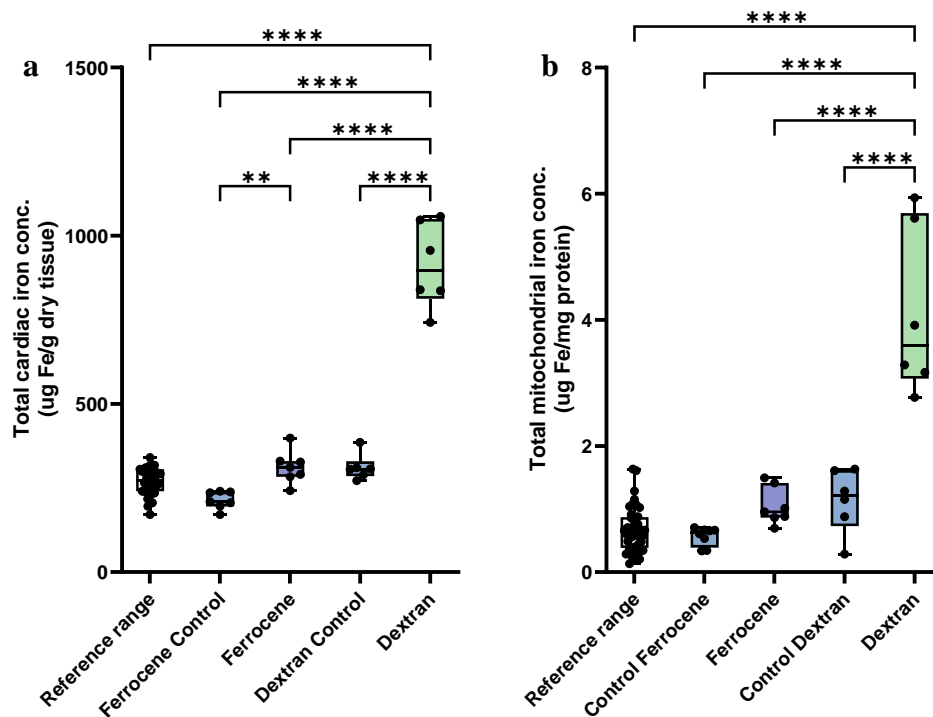 a
****
****
****
**
****
1500
1000
500
0
Total cardiac iron conc.
(ug Fe/g dry tissue)
Reference range
Ferrocene Control
Ferrocene
Dextran Control
Dextran
b
****
****
****
****
8
6
4
2
0
Total mitochondrial iron conc.
(ug Fe/mg protein)
Reference range
Control Ferrocene
Ferrocene
Control Dextran
Dextran